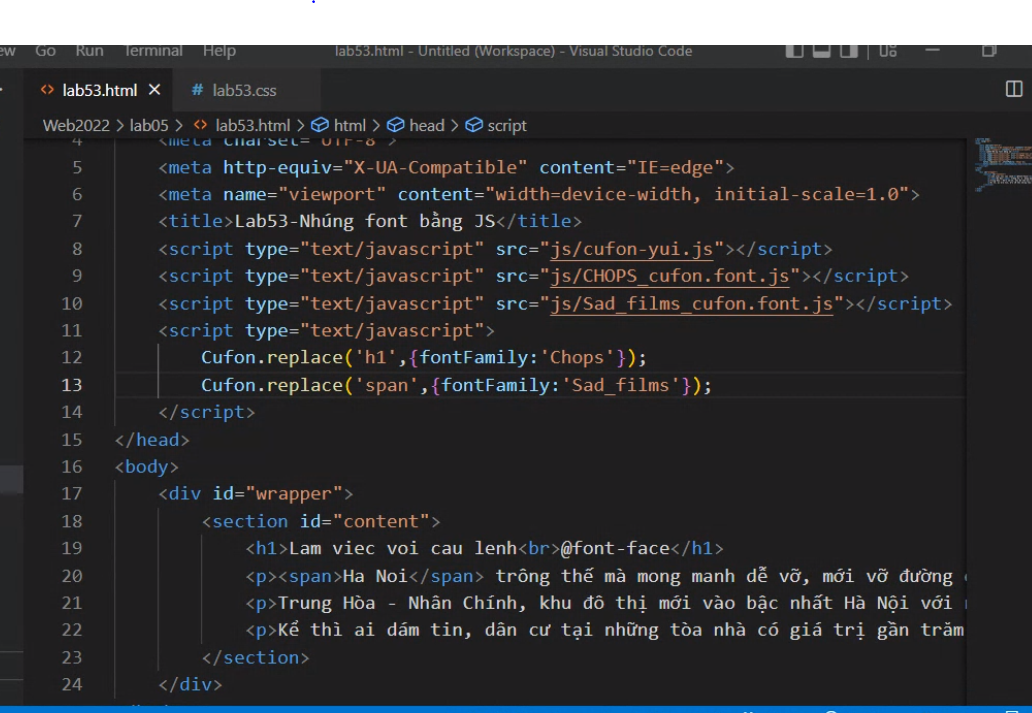 Go Run Terminal Help lab53.html - Untitled (Workspace) - Visual Studio Code
<> lab53.html × # lab53.css
Web2022 > lab05 > <> lab53.html > html > head > script
4 <meta charset="UTF-8">
5 <meta http-equiv="X-UA-Compatible" content="IE=edge">
6 <meta name="viewport" content="width=device-width, initial-scale=1.0">
7 <title>Lab53-Nhúng font bằng JS</title>
8 <script type="text/javascript" src="js/cufon-yui.js"></script>
9 <script type="text/javascript" src="js/CHOPS_cufon.font.js"></script>
10 <script type="text/javascript" src="js/Sad_films_cufon.font.js"></script>
11 <script type="text/javascript">
12 Cufon.replace('h1',{fontFamily:'Chops'});
13 Cufon.replace('span',{fontFamily:'Sad_films'});
14 </script>
15 </head>
16 <body>
17 <div id="wrapper">
18 <section id="content">
19 <h1>Lam viec voi cau lenh<br>@font-face</h1>
20 <p><span>Ha Noi</span> trông thế mà mong manh dễ vỡ, mới vỡ đường
21 <p>Trung Hòa - Nhân Chính, khu đô thị mới vào bậc nhất Hà Nội với
22 <p>Kể thì ai dám tin, dân cư tại những tòa nhà có giá trị gần trăm
23 </section>
24 </div>